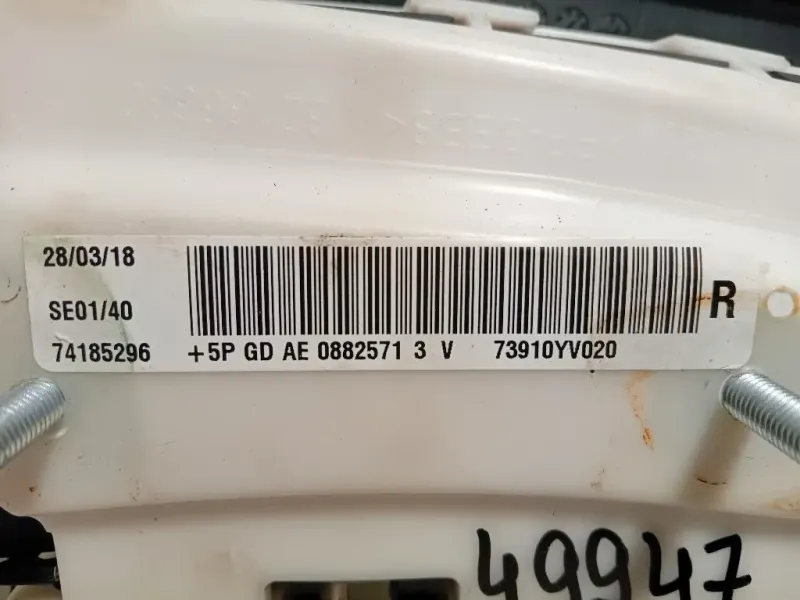 28/03/18
SE01/40
R
74185296 +5P GD AE 0882571 3 V 73910YV020
49947